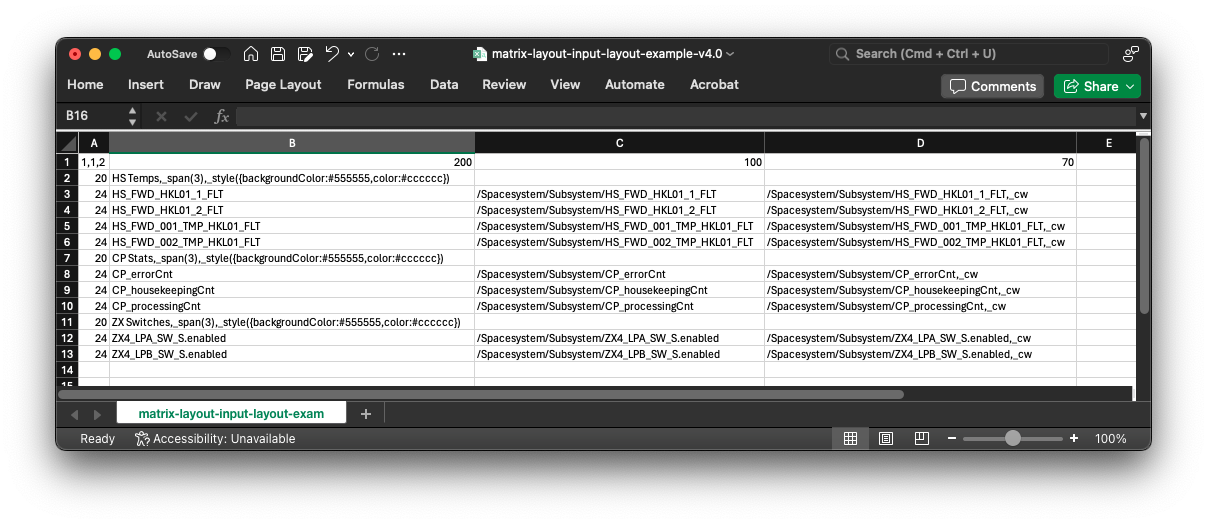 AutoSave
matrix-layout-input-layout-example-v4.0
Search (Cmd + Ctrl + U)
Home Insert Draw Page Layout Formulas Data Review View Automate Acrobat Comments Share
B16 fx
A B C D E
1 1,1,2 200 100 70
2 20 HS Temps,_span(3),_style({backgroundColor:#555555,color:#cccccc})
3 24 HS_FWD_HKL01_1_FLT /Spacesystem/Subsystem/HS_FWD_HKL01_1_FLT /Spacesystem/Subsystem/HS_FWD_HKL01_1_FLT,_cw
4 24 HS_FWD_HKL01_2_FLT /Spacesystem/Subsystem/HS_FWD_HKL01_2_FLT /Spacesystem/Subsystem/HS_FWD_HKL01_2_FLT,_cw
5 24 HS_FWD_001_TMP_HKL01_FLT /Spacesystem/Subsystem/HS_FWD_001_TMP_HKL01_FLT /Spacesystem/Subsystem/HS_FWD_001_TMP_HKL01_FLT,_cw
6 24 HS_FWD_002_TMP_HKL01_FLT /Spacesystem/Subsystem/HS_FWD_002_TMP_HKL01_FLT /Spacesystem/Subsystem/HS_FWD_002_TMP_HKL01_FLT,_cw
7 20 CP Stats,_span(3),_style({backgroundColor:#555555,color:#cccccc})
8 24 CP_errorCnt /Spacesystem/Subsystem/CP_errorCnt /Spacesystem/Subsystem/CP_errorCnt,_cw
9 24 CP_housekeepingCnt /Spacesystem/Subsystem/CP_housekeepingCnt /Spacesystem/Subsystem/CP_housekeepingCnt,_cw
10 24 CP_processingCnt /Spacesystem/Subsystem/CP_processingCnt /Spacesystem/Subsystem/CP_processingCnt,_cw
11 20 ZX Switches,_span(3),_style({backgroundColor:#555555,color:#cccccc})
12 24 ZX4_LPA_SW_S.enabled /Spacesystem/Subsystem/ZX4_LPA_SW_S.enabled /Spacesystem/Subsystem/ZX4_LPA_SW_S.enabled,_cw
13 24 ZX4_LPB_SW_S.enabled /Spacesystem/Subsystem/ZX4_LPB_SW_S.enabled /Spacesystem/Subsystem/ZX4_LPB_SW_S.enabled,_cw
14
15
matrix-layout-input-layout-exam
Ready Accessibility: Unavailable 100%